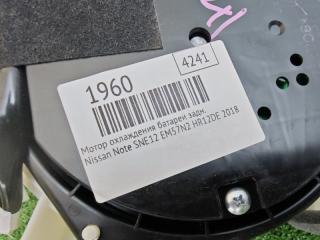 1960
4241
Мотор охлаждения батареи задн.
Nissan Note SNE12 EM57N2 HR12DE 2018